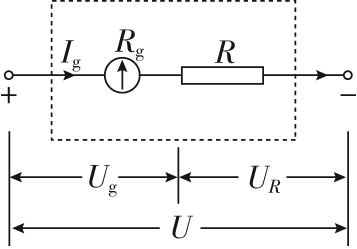 I_g R_g R
+ −
U_g U_R
U